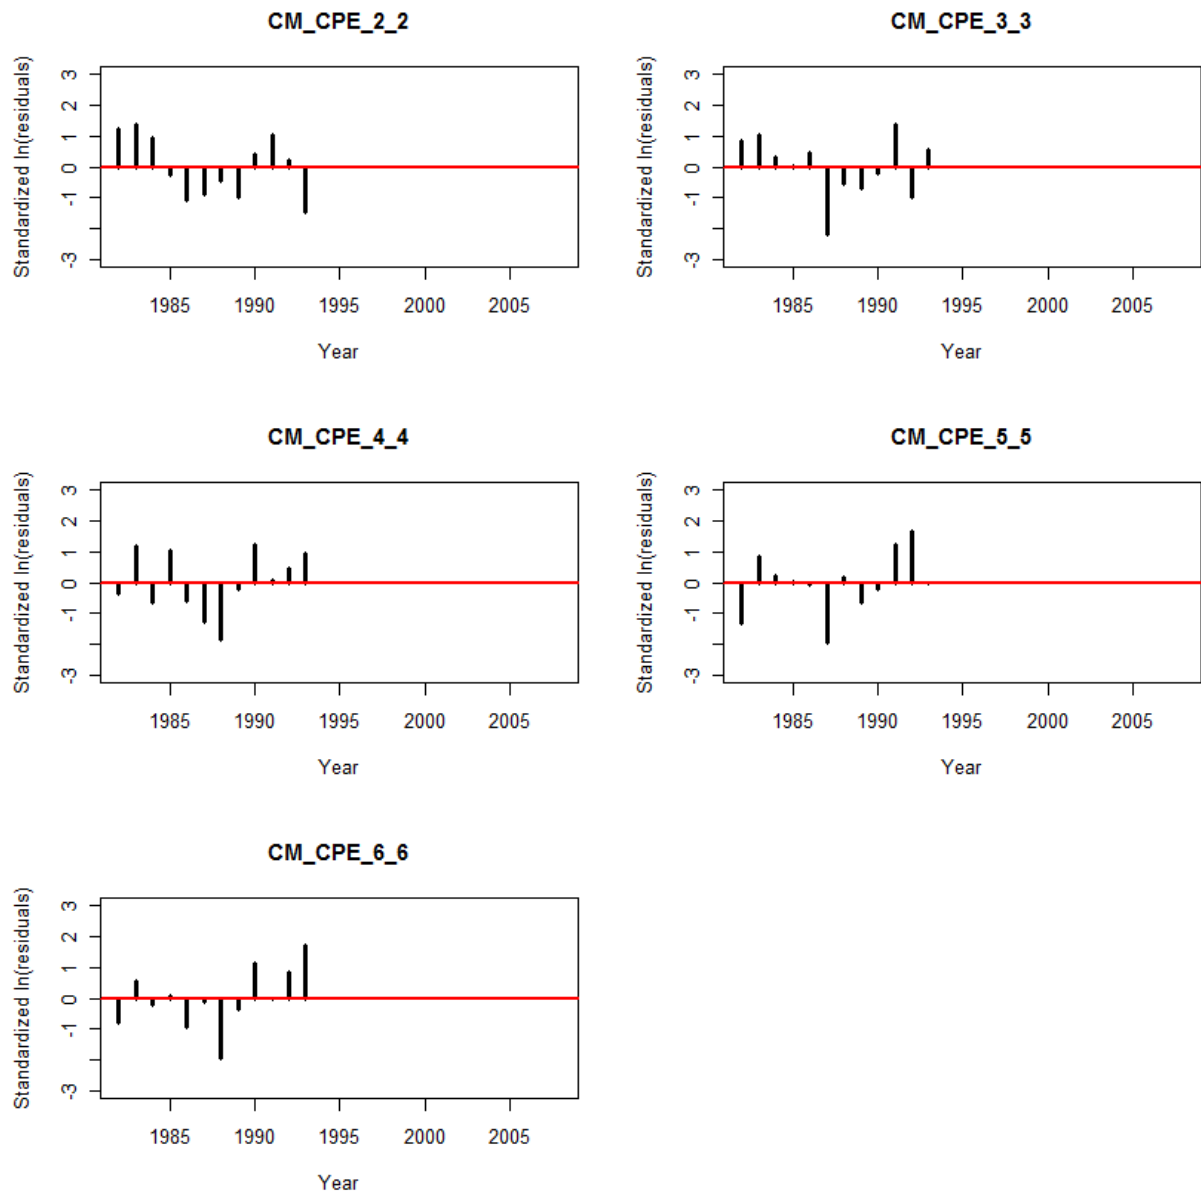 CM_CPE_2_2
Standardized ln(residuals)
3
2
1
0
-1
-3
1985 1990 1995 2000 2005
Year
CM_CPE_3_3
Standardized ln(residuals)
3
2
1
0
-1
-3
1985 1990 1995 2000 2005
Year
CM_CPE_4_4
Standardized ln(residuals)
3
2
1
0
-1
-3
1985 1990 1995 2000 2005
Year
CM_CPE_5_5
Standardized ln(residuals)
3
2
1
0
-1
-3
1985 1990 1995 2000 2005
Year
CM_CPE_6_6
Standardized ln(residuals)
3
2
1
0
-1
-3
1985 1990 1995 2000 2005
Year